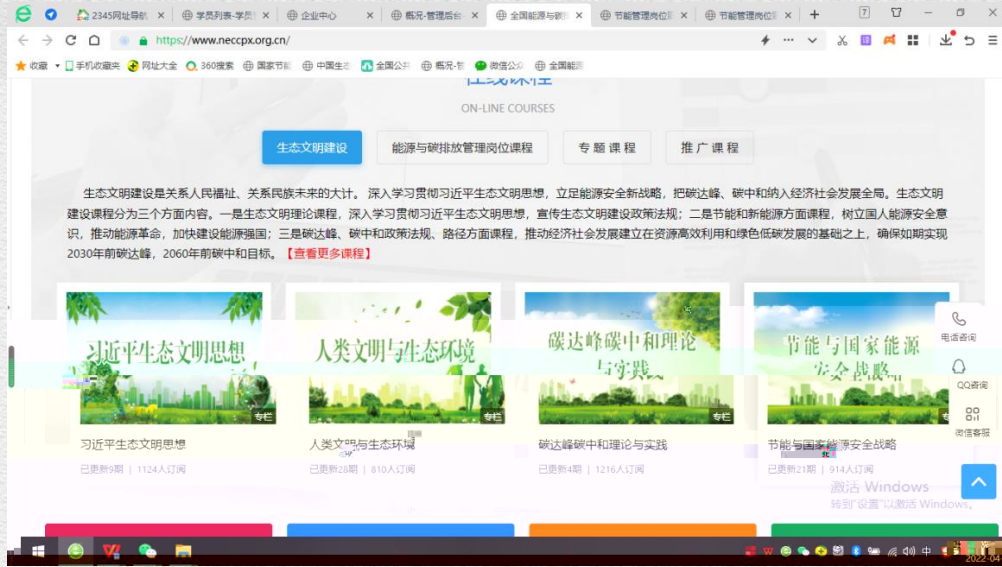 2345网址导航
学员列表-学员
企业中心
概况-管理后台
全国能源与碳
节能管理岗位
节能管理岗位
https://www.neccpx.org.cn/
收藏
手机收藏夹
网址大全
360搜索
国家节能
中国生态
全国公共
概况-管
微信公众
全国能源
在线课程
ON-LINE COURSES
生态文明建设
能源与碳排放管理岗位课程
专 题 课 程
推 广 课 程
生态文明建设是关系人民福祉、关系民族未来的大计。 深入学习贯彻习近平生态文明思想，立足能源安全新战略，把碳达峰、碳中和纳入经济社会发展全局。生态文明
建设课程分为三个方面内容。一是生态文明理论课程，深入学习贯彻习近平生态文明思想，宣传生态文明建设政策法规；二是节能和新能源方面课程，树立国人能源安全意
识，推动能源革命，加快建设能源强国；三是碳达峰、碳中和政策法规、路径方面课程，推动经济社会发展建立在资源高效利用和绿色低碳发展的基础之上，确保如期实现
2030年前碳达峰，2060年前碳中和目标。【查看更多课程】
习近平生态文明思想
专栏
人类文明与生态环境
专栏
碳达峰碳中和理论
与实践
专栏
节能与国家能源
安全战略
电话咨询
QQ咨询
微信客服
习近平生态文明思想
已更新9期 | 1124人订阅
人类文明与生态环境
已更新28期 | 810人订阅
碳达峰碳中和理论与实践
已更新4期 | 1216人订阅
节能与国家能源安全战略
已更新21期 | 914人订阅
激活 Windows
转到"设置"以激活 Windows。
中
2022-04